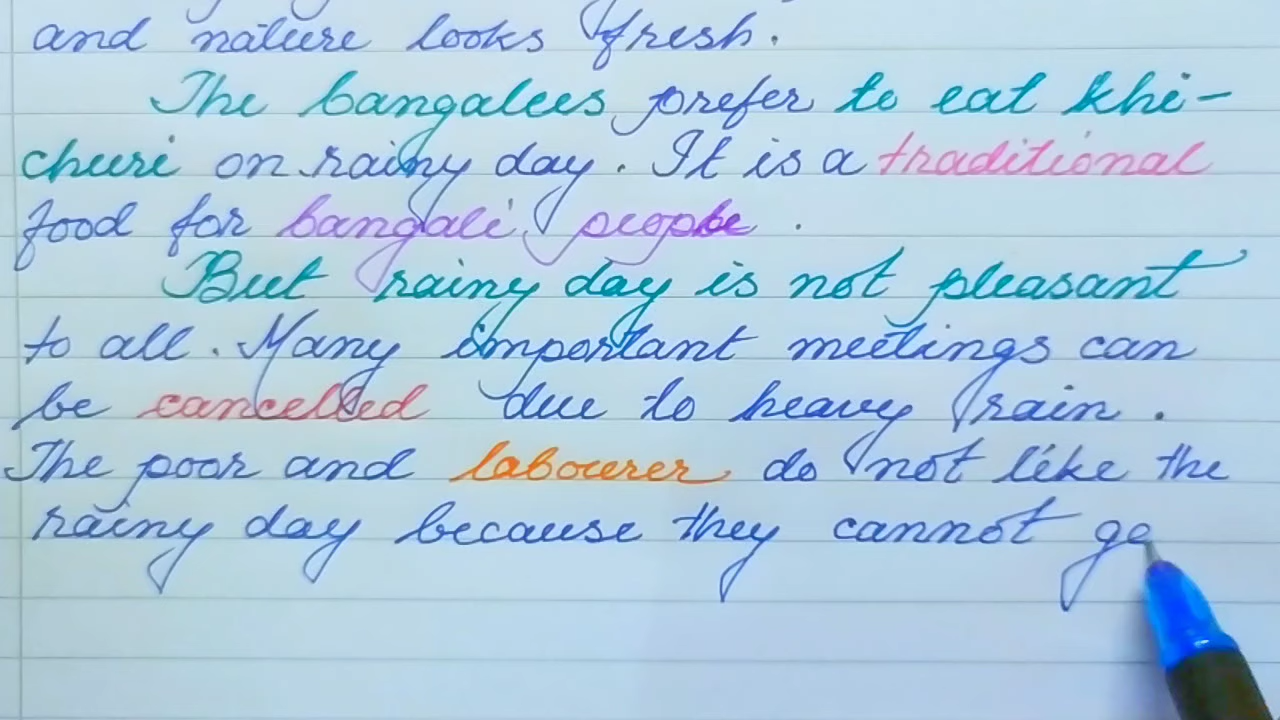 and nature looks fresh.
The bangalees prefer to eat khi-
churi on rainy day. It is a traditional
food for bangali people.
But rainy day is not pleasant
to all. Many important meetings can
be cancelled due to heavy rain.
The poor and labourer do not like the
rainy day because they cannot go